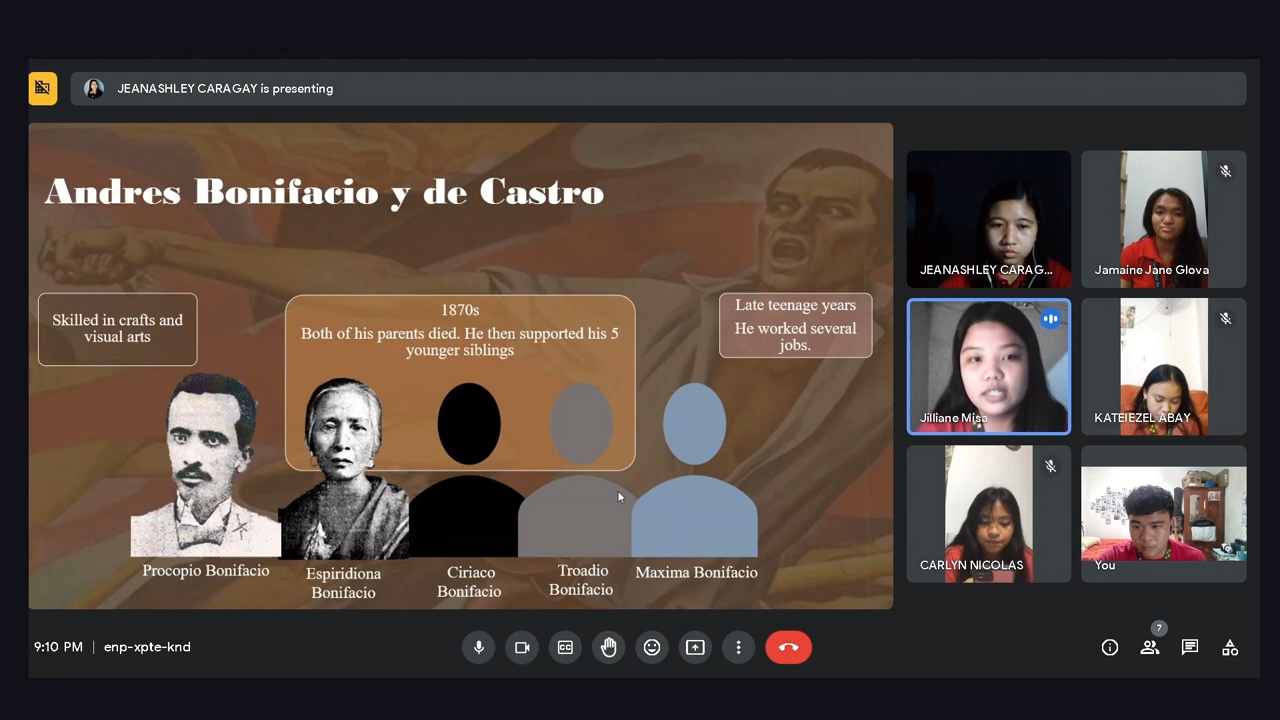 JEANASHLEY CARAGAY is presenting
Andres Bonifacio y de Castro
Skilled in crafts and
visual arts
1870s
Both of his parents died. He then supported his 5
younger siblings
Late teenage years
He worked several
jobs.
Procopio Bonifacio
Espiridiona
Bonifacio
Ciriaco
Bonifacio
Troadio
Bonifacio
Maxima Bonifacio
JEANASHLEY CARAG...
Jamaine Jane Glova
Jilliane Misa
KATEIEZEL ABAY
CARLYN NICOLAS
You
9:10 PM | enp-xpte-knd
CC
7